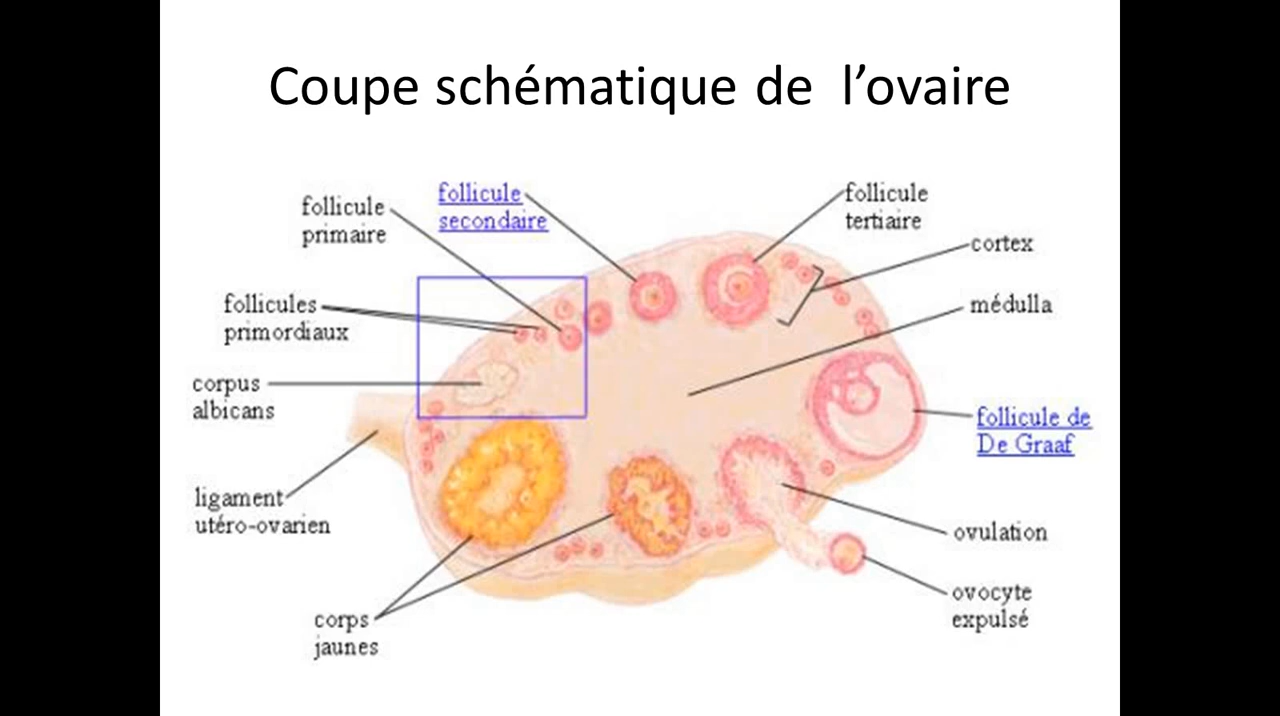 Coupe schématique de l’ovaire
follicule
primaire
follicule
secondaire
follicule
tertiaire
cortex
follicules
primordiaux
médulla
corpus
albicans
follicule de
De Graaf
ligament
utéro-ovarien
ovulation
ovocyte
expulsé
corps
jaunes